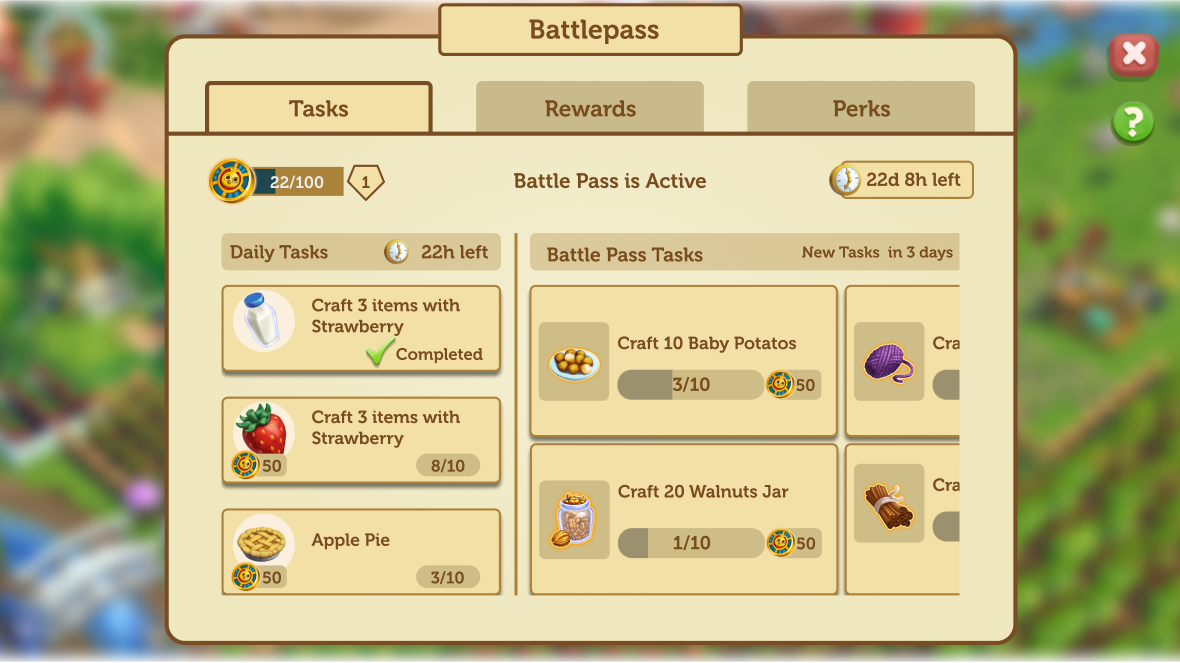 Battlepass
Tasks
Rewards
Perks
22/100
1
Battle Pass is Active
22d 8h left
Daily Tasks
22h left
Craft 3 items with
Strawberry
Completed
Craft 3 items with
Strawberry
50
8/10
Apple Pie
50
3/10
Battle Pass Tasks
New Tasks in 3 days
Craft 10 Baby Potatos
3/10
50
Cra
Craft 20 Walnuts Jar
1/10
50
Cra
?